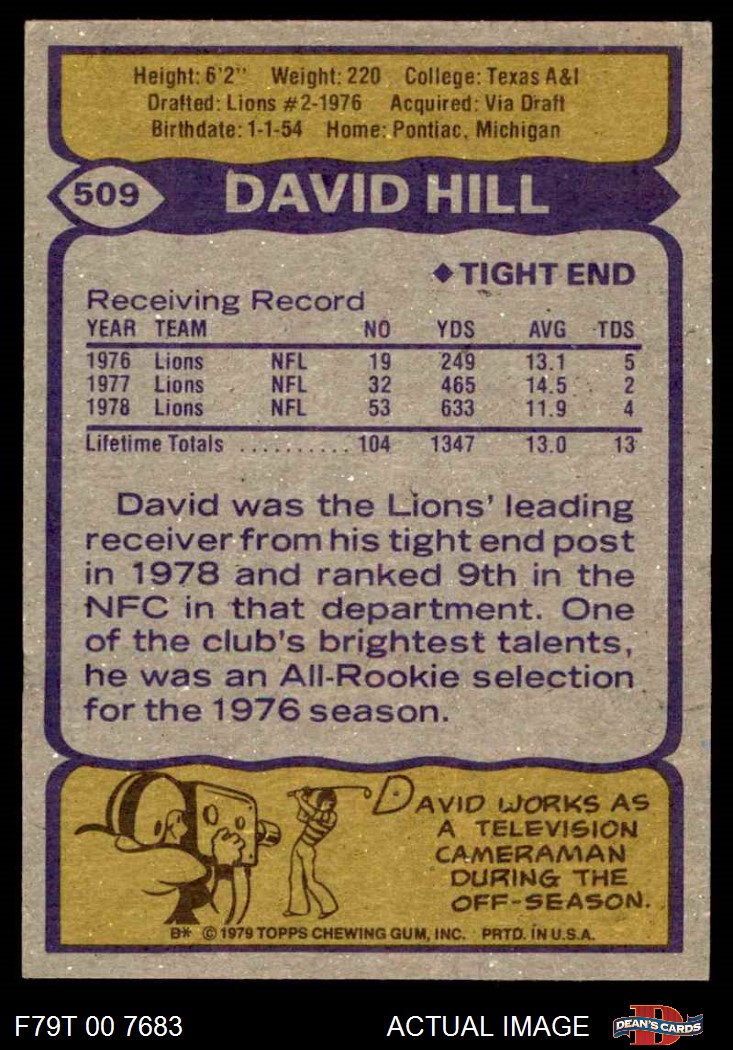 Height: 6'2" Weight: 220 College: Texas A&I
Drafted: Lions #2-1976 Acquired: Via Draft
Birthdate: 1-1-54 Home: Pontiac, Michigan
509 DAVID HILL
◆TIGHT END
Receiving Record
YEAR TEAM NO YDS AVG TDS
1976 Lions NFL 19 249 13.1 5
1977 Lions NFL 32 465 14.5 2
1978 Lions NFL 53 633 11.9 4
Lifetime Totals .......... 104 1347 13.0 13
David was the Lions' leading
receiver from his tight end post
in 1978 and ranked 9th in the
NFC in that department. One
of the club's brightest talents,
he was an All-Rookie selection
for the 1976 season.
DAVID WORKS AS
A TELEVISION
CAMERAMAN
DURING THE
OFF-SEASON.
B* © 1979 TOPPS CHEWING GUM, INC. PRTD. IN U.S.A.
F79T 00 7683 ACTUAL IMAGE D DEAN'S CARDS